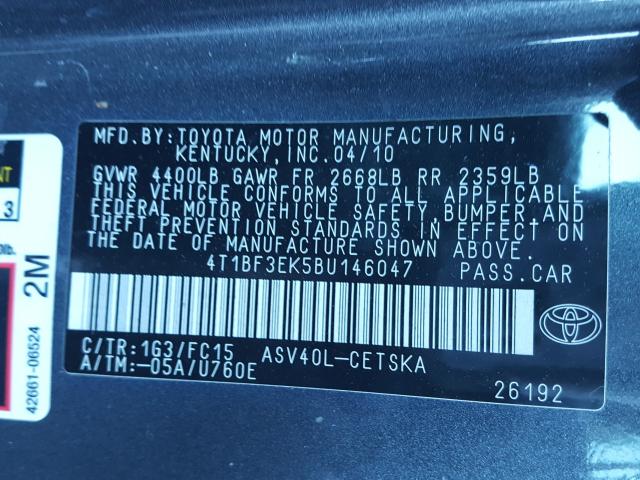 MFD.BY:TOYOTA MOTOR MANUFACTURING,
KENTUCKY,INC.04/10
GVWR 4400LB GAWR FR 2668LB RR 2359LB
THIS VEHICLE CONFORMS TO ALL APPLICABLE
FEDERAL MOTOR VEHICLE SAFETY,BUMPER,AND
THEFT PREVENTION STANDARDS IN EFFECT ON
THE DATE OF MANUFACTURE SHOWN ABOVE.
4T1BF3EK5BU146047 PASS.CAR
C/TR:1G3/FC15 ASV40L-CETSKA
A/TM:-05A/U760E
26192
3
2M
42661-06524